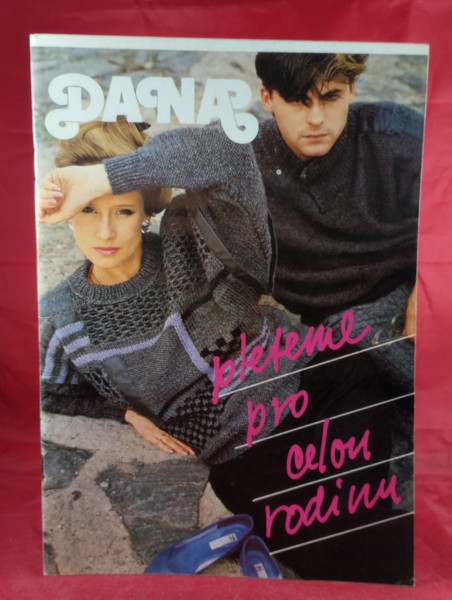 DANA
pleteme
pro
celou
rodinu